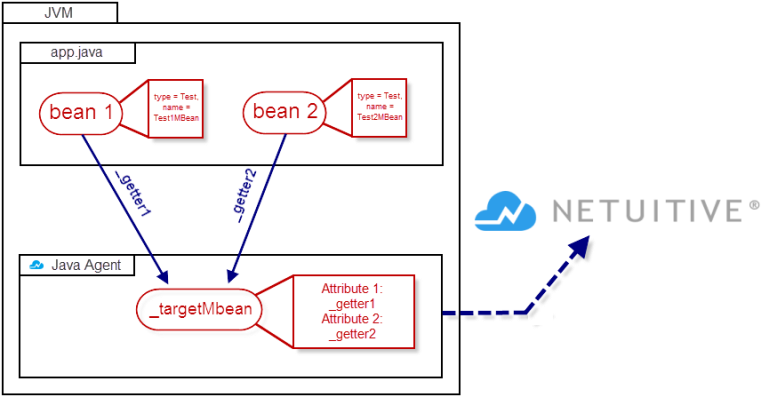 JVM
app.java
bean 1
type = Test,
name =
Test1MBean
bean 2
type = Test,
name =
Test2MBean
_getter1
_getter2
NETUITIVE®
Java Agent
_targetMbean
Attribute 1:
_getter1
Attribute 2:
_getter2